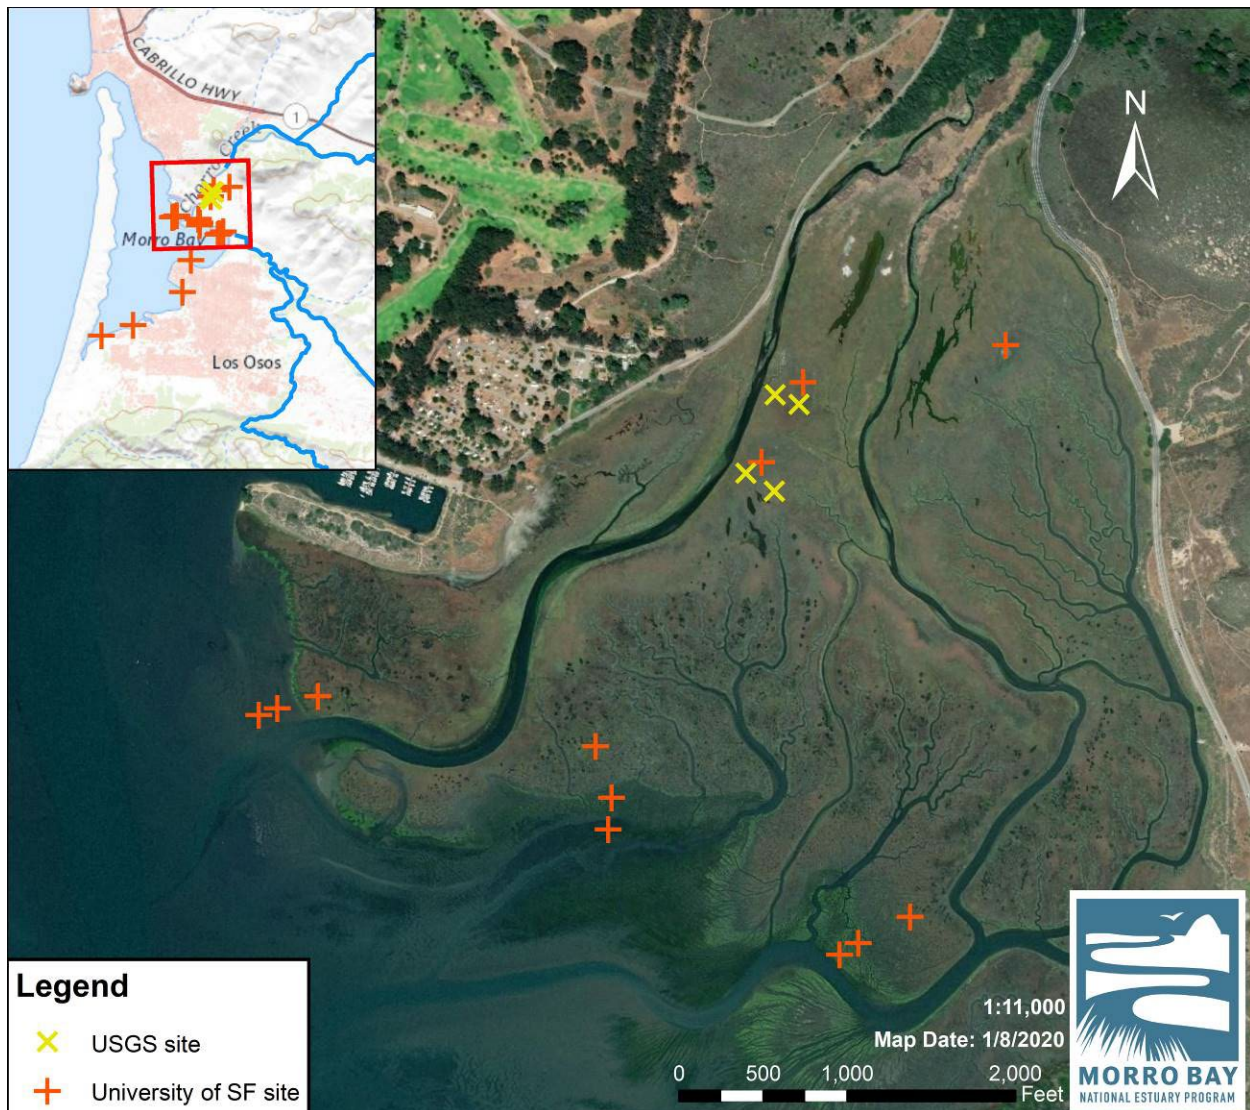 CABRILLO HWY
1
Chorro Creek
Morro Bay
Los Osos
N
Legend
USGS site
University of SF site
1:11,000
Map Date: 1/8/2020
0 500 1,000 2,000
Feet
MORRO BAY
NATIONAL ESTUARY PROGRAM